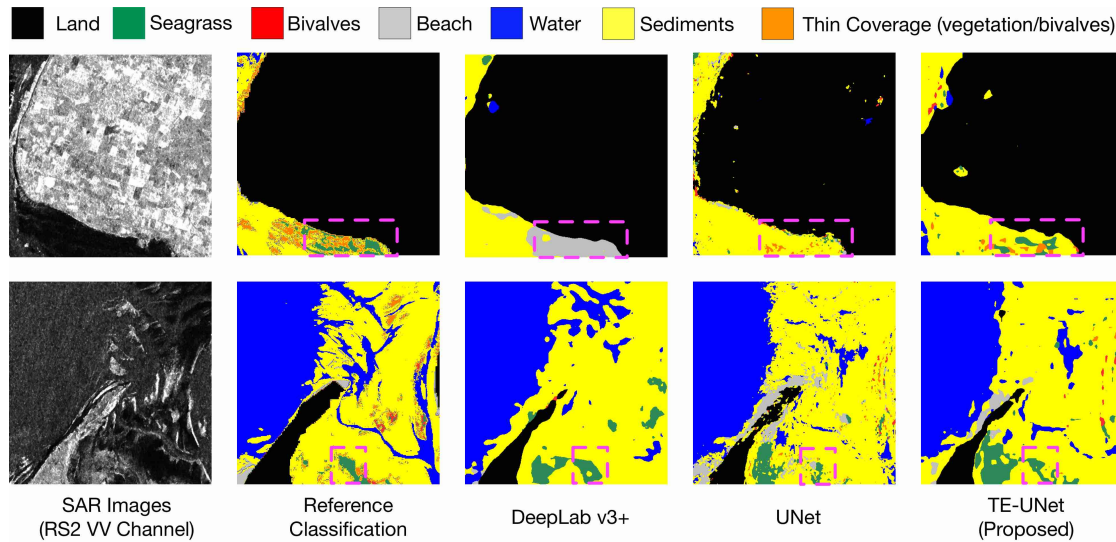 Land Seagrass Bivalves Beach Water Sediments Thin Coverage (vegetation/bivalves)
SAR Images
(RS2 VV Channel)
Reference
Classification
DeepLab v3+
UNet
TE-UNet
(Proposed)